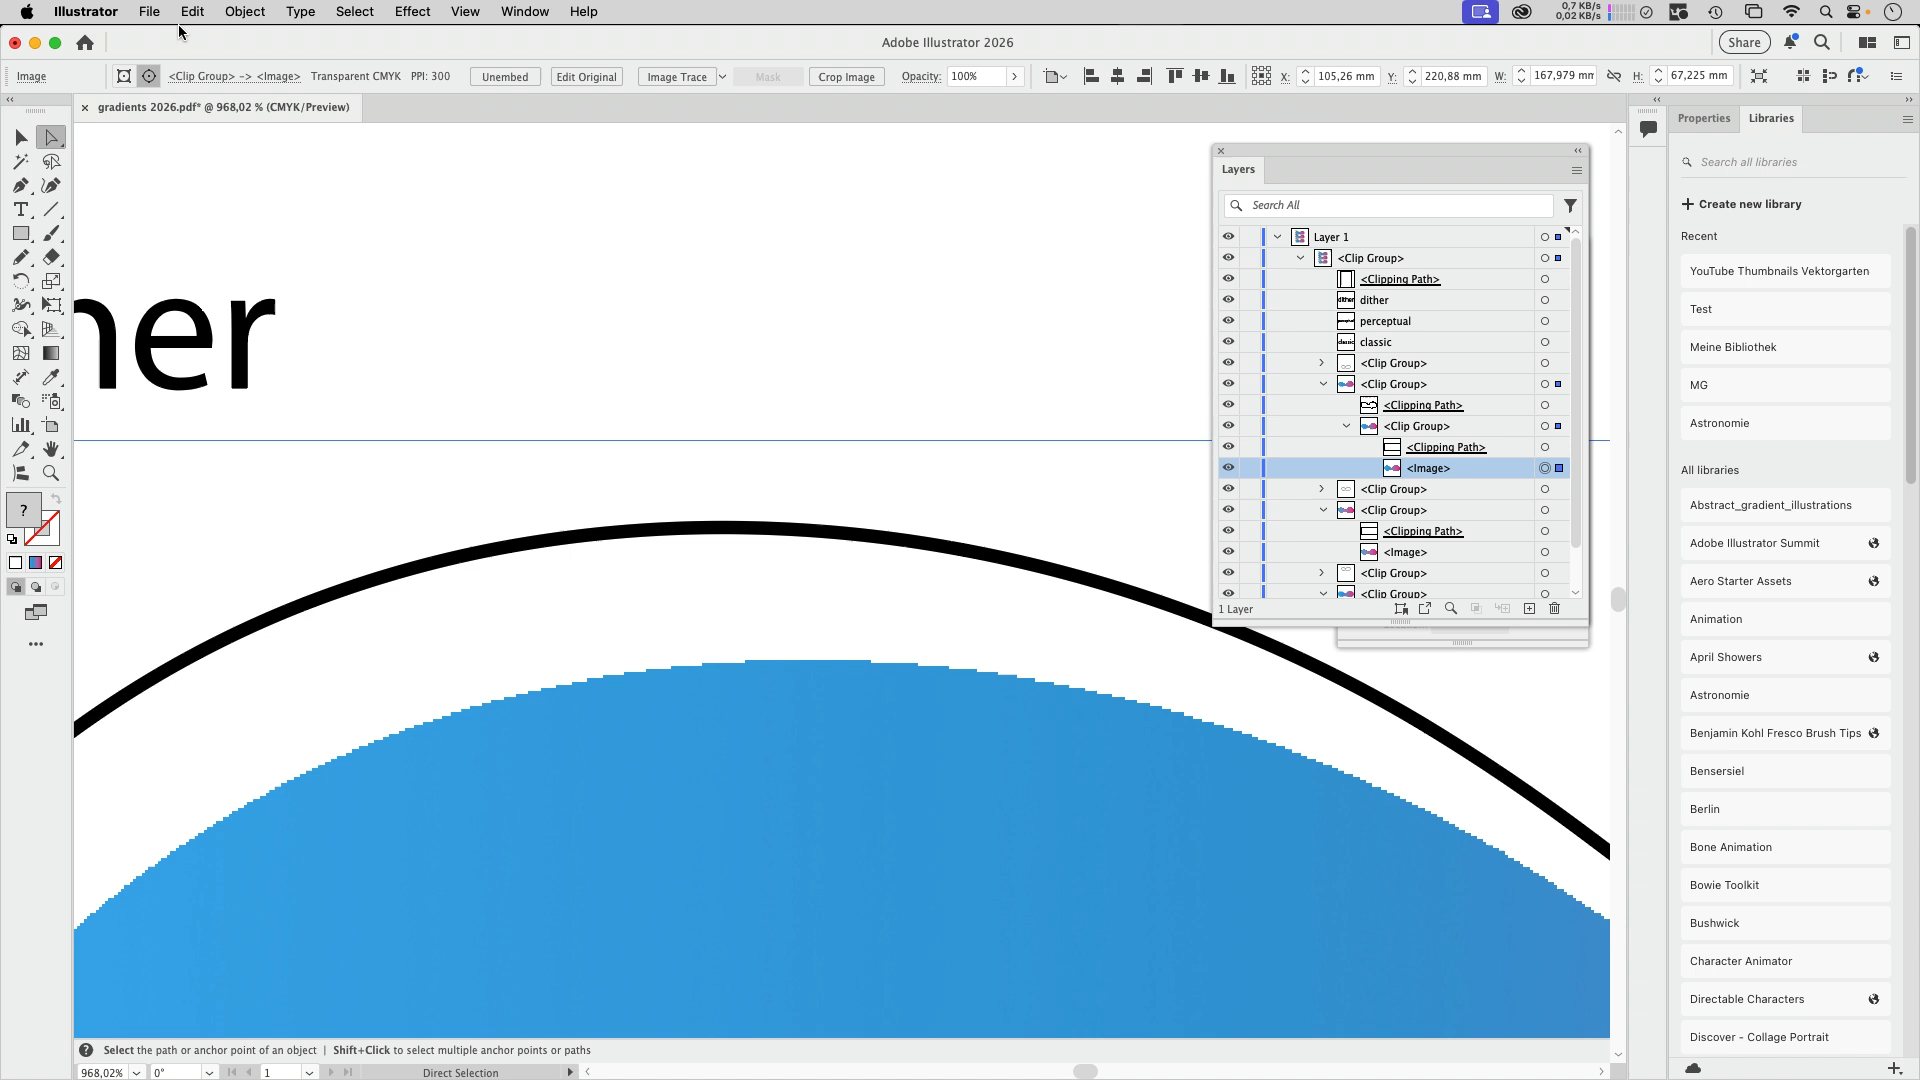 Illustrator File Edit Object Type Select Effect View Window Help
0,7 KB/s
0,02 KB/s
Adobe Illustrator 2026
Share
Image
<Clip Group> -> <Image> Transparent CMYK PPI: 300 Unembed Edit Original Image Trace Mask Crop Image Opacity: 100% X: 105,26 mm Y: 220,88 mm W: 167,979 mm H: 67,225 mm
gradients 2026.pdf* @ 968,02 % (CMYK/Preview)
Properties Libraries
Search all libraries
Create new library
Recent
YouTube Thumbnails Vektorgarten
Test
Meine Bibliothek
MG
Astronomie
All libraries
Abstract_gradient_illustrations
Adobe Illustrator Summit
Aero Starter Assets
Animation
April Showers
Astronomie
Benjamin Kohl Fresco Brush Tips
Bensersiel
Berlin
Bone Animation
Bowie Toolkit
Bushwick
Character Animator
Directable Characters
Discover - Collage Portrait
Layers
Search All
Layer 1
<Clip Group>
<Clipping Path>
dither
perceptual
classic
<Clip Group>
<Clip Group>
<Clipping Path>
<Clip Group>
<Clipping Path>
<Image>
<Clip Group>
<Clip Group>
<Clipping Path>
<Image>
<Clip Group>
<Clip Group>
1 Layer
her
?
? Select the path or anchor point of an object | Shift+Click to select multiple anchor points or paths
968,02% 0° 1 Direct Selection